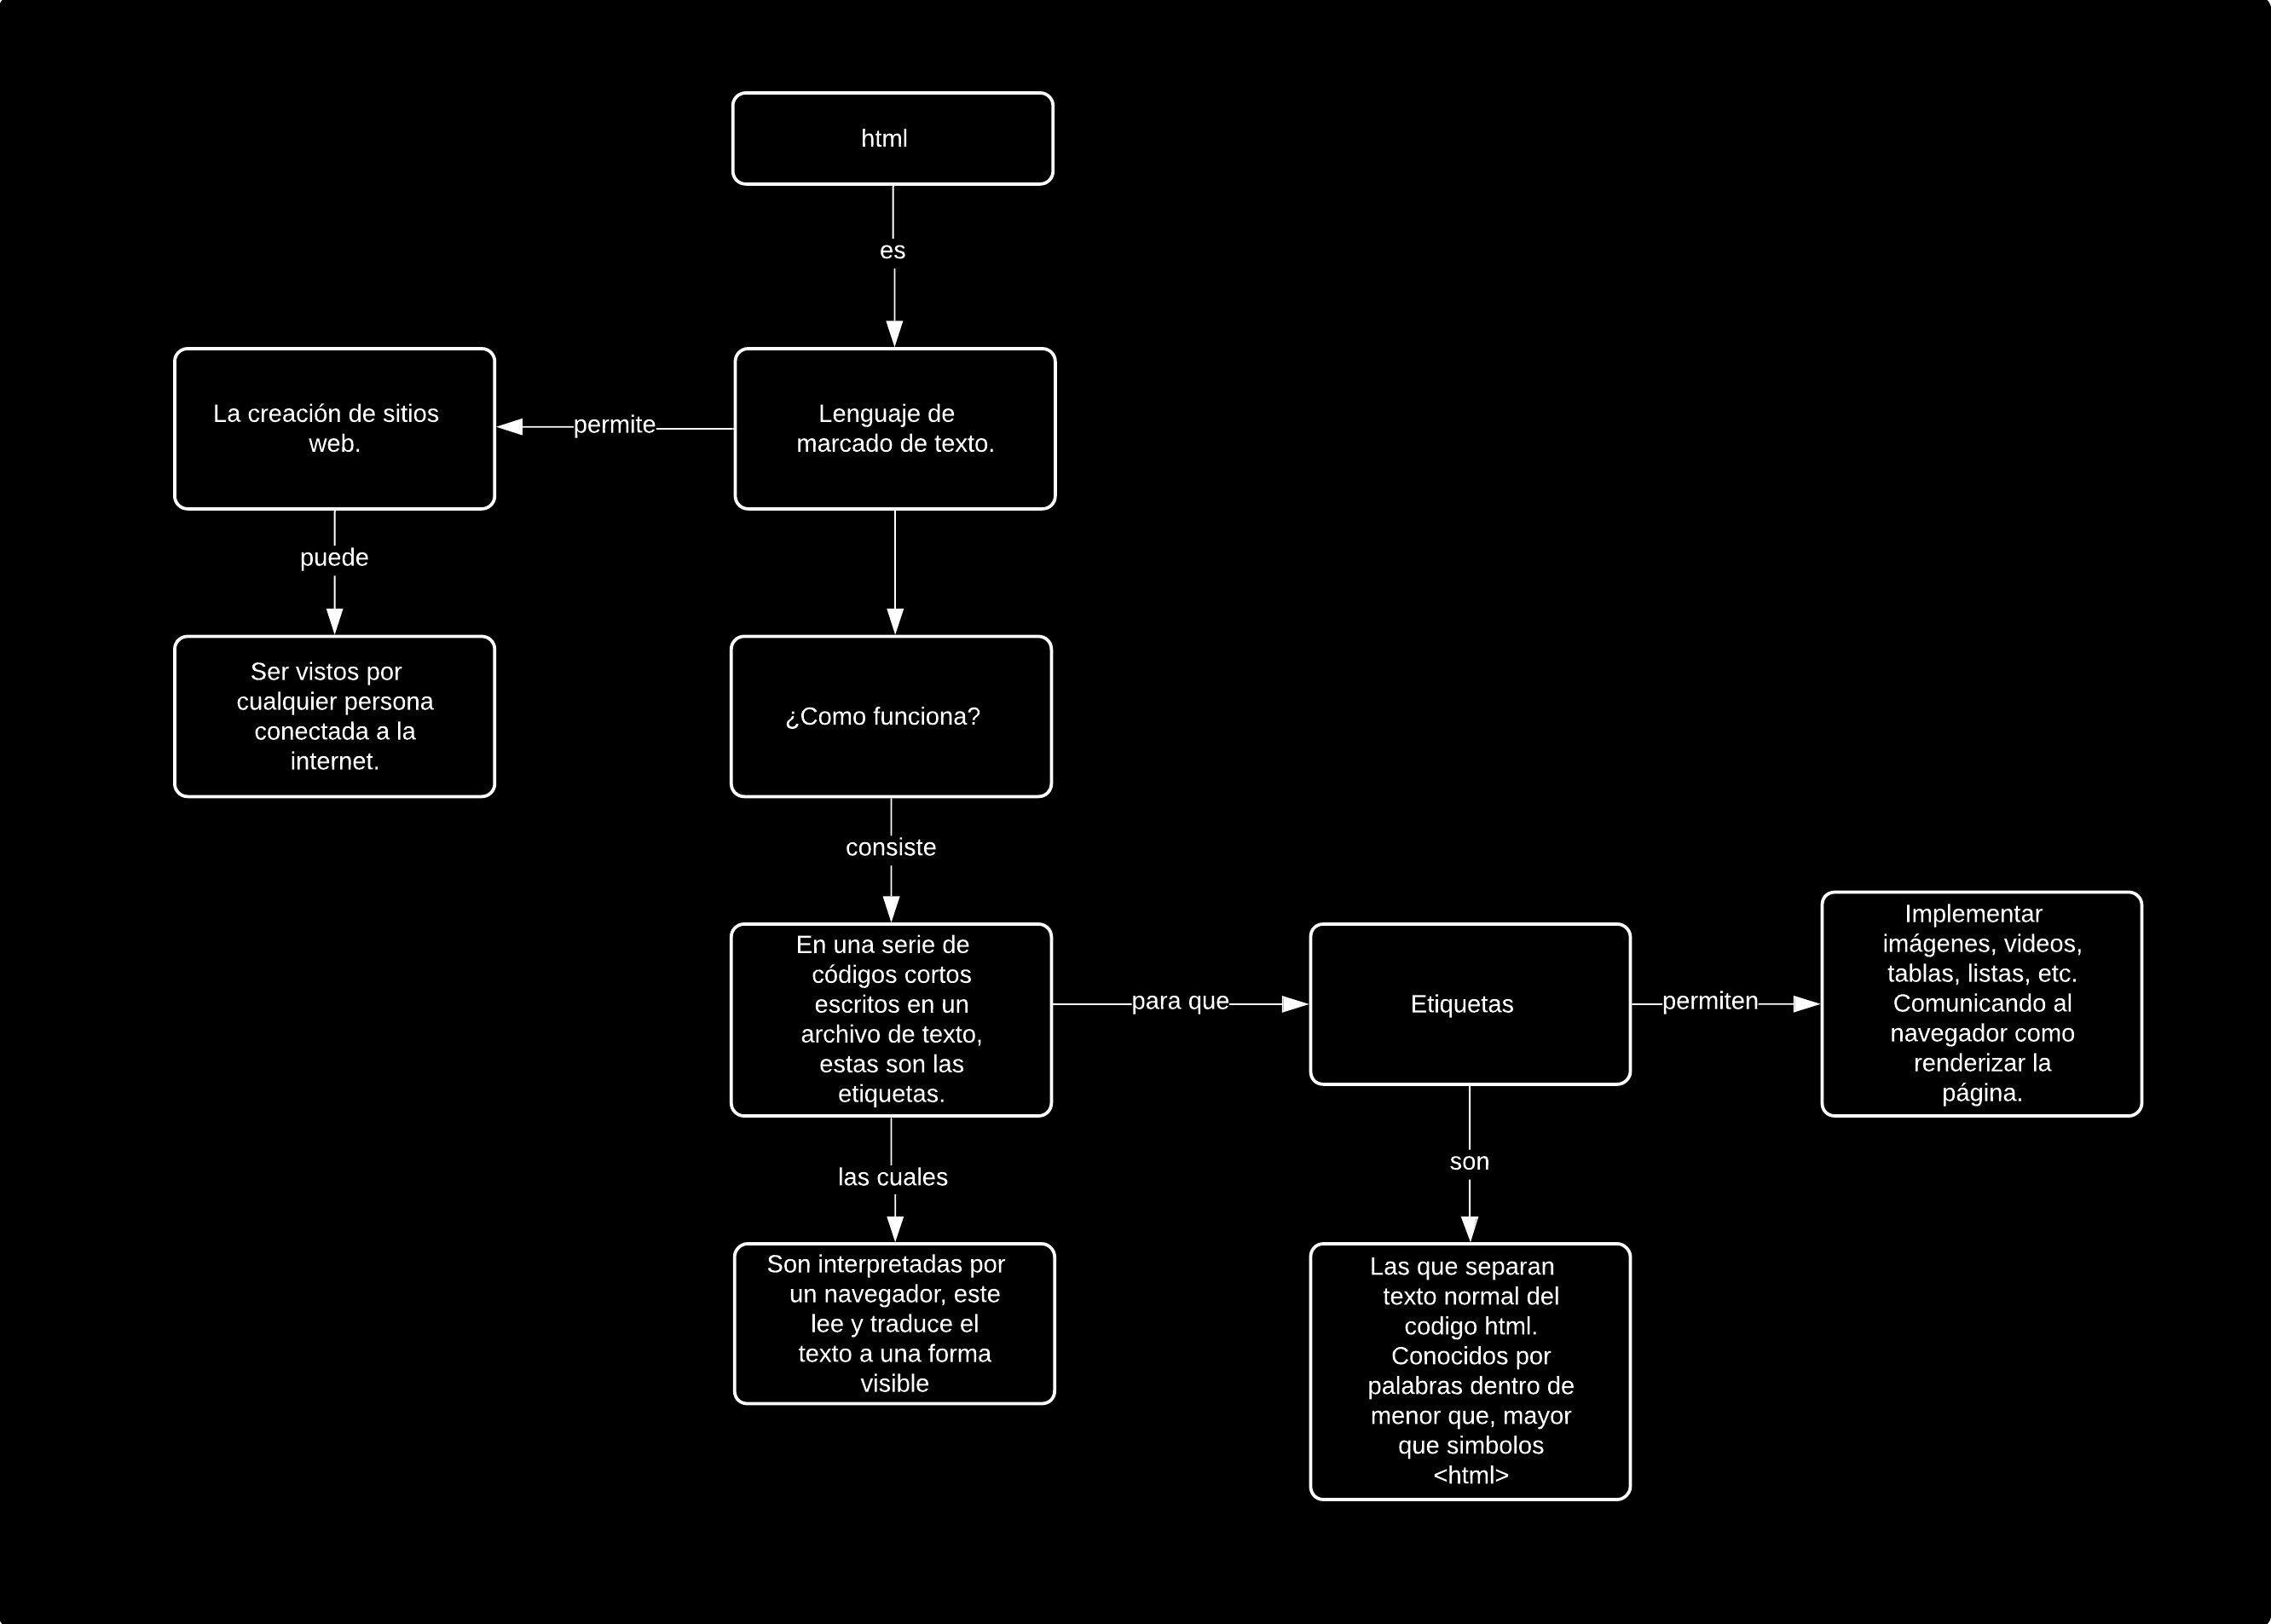 html
es
La creación de sitios
web.
permite
Lenguaje de
marcado de texto.
puede
Ser vistos por
cualquier persona
conectada a la
internet.
¿Como funciona?
consiste
En una serie de
códigos cortos
escritos en un
archivo de texto,
estas son las
etiquetas.
para que
Etiquetas
permiten
Implementar
imágenes, videos,
tablas, listas, etc.
Comunicando al
navegador como
renderizar la
página.
las cuales
son
Son interpretadas por
un navegador, este
lee y traduce el
texto a una forma
visible
Las que separan
texto normal del
codigo html.
Conocidos por
palabras dentro de
menor que, mayor
que simbolos
&lt;html&gt;